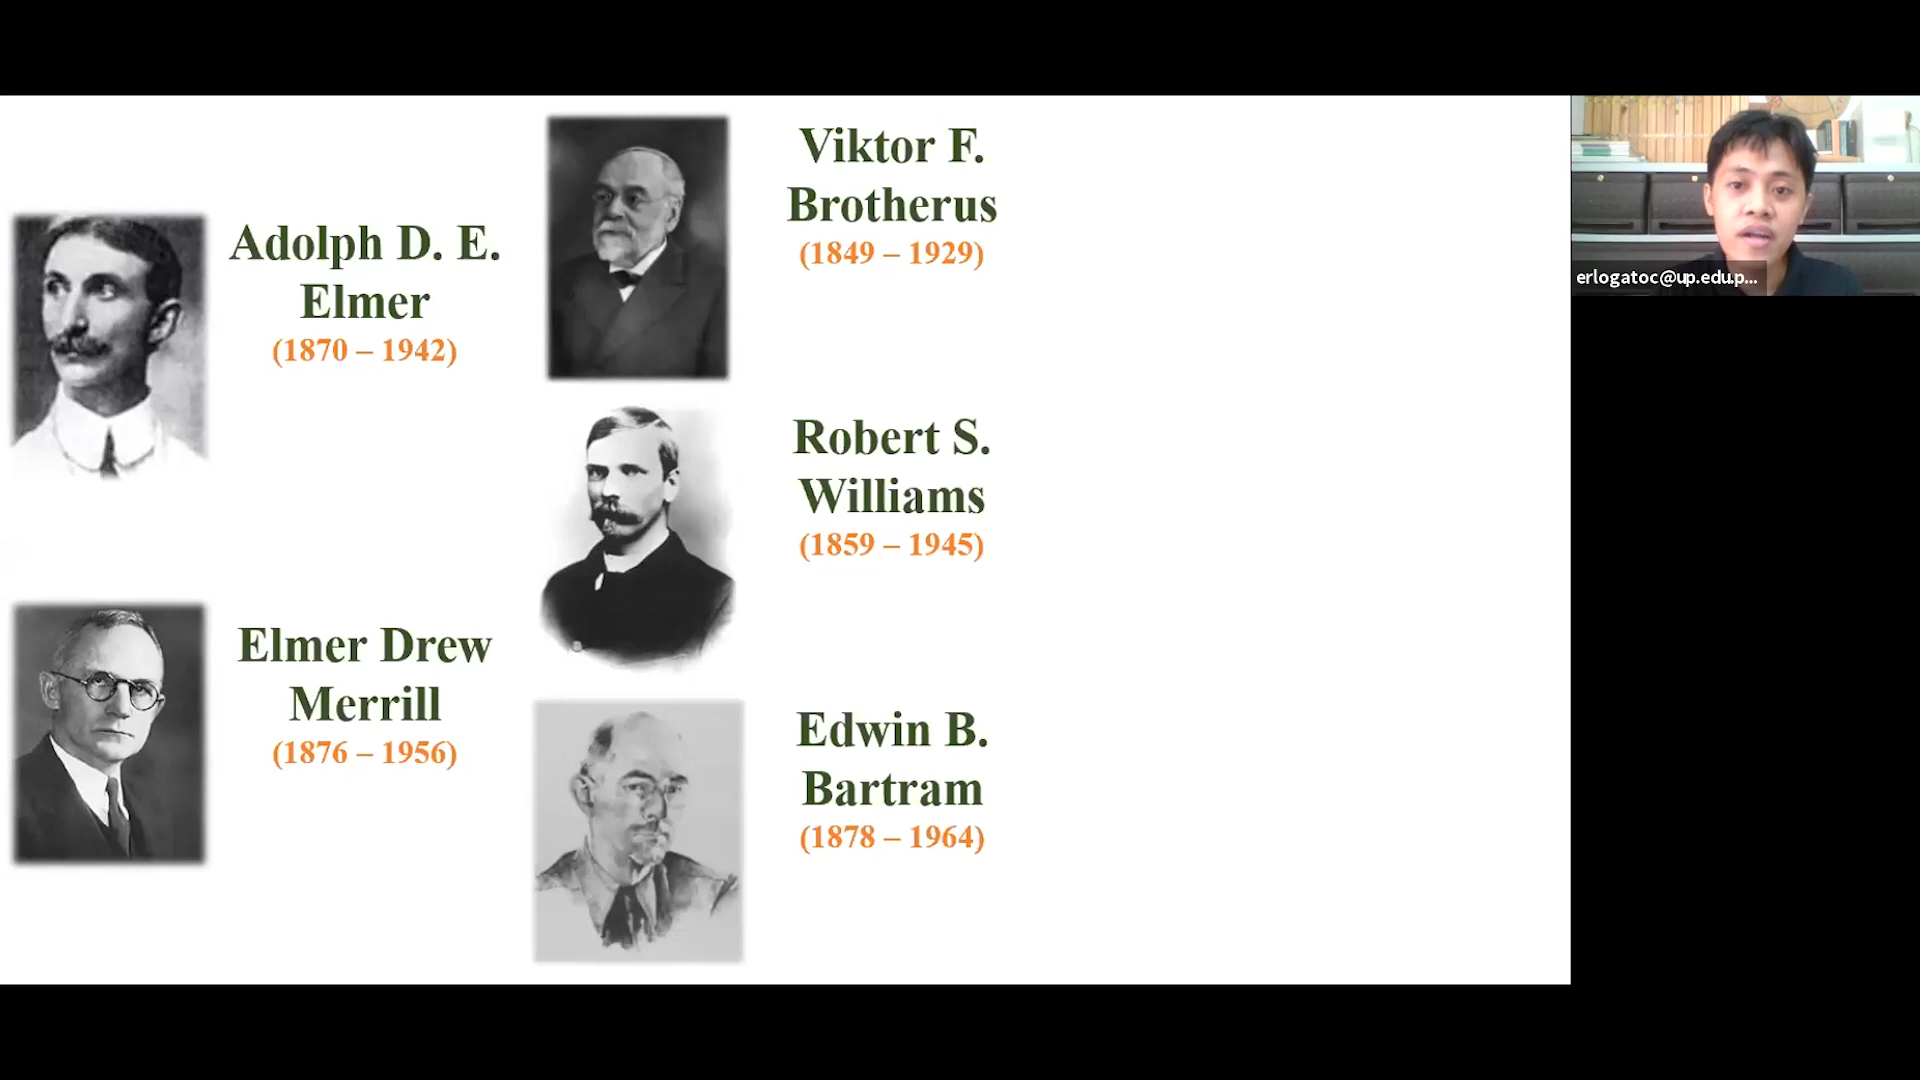 Adolph D. E.
Elmer
(1870 – 1942)
Elmer Drew
Merrill
(1876 – 1956)
Viktor F.
Brotherus
(1849 – 1929)
Robert S.
Williams
(1859 – 1945)
Edwin B.
Bartram
(1878 – 1964)
erlogatoc@up.edu.p...